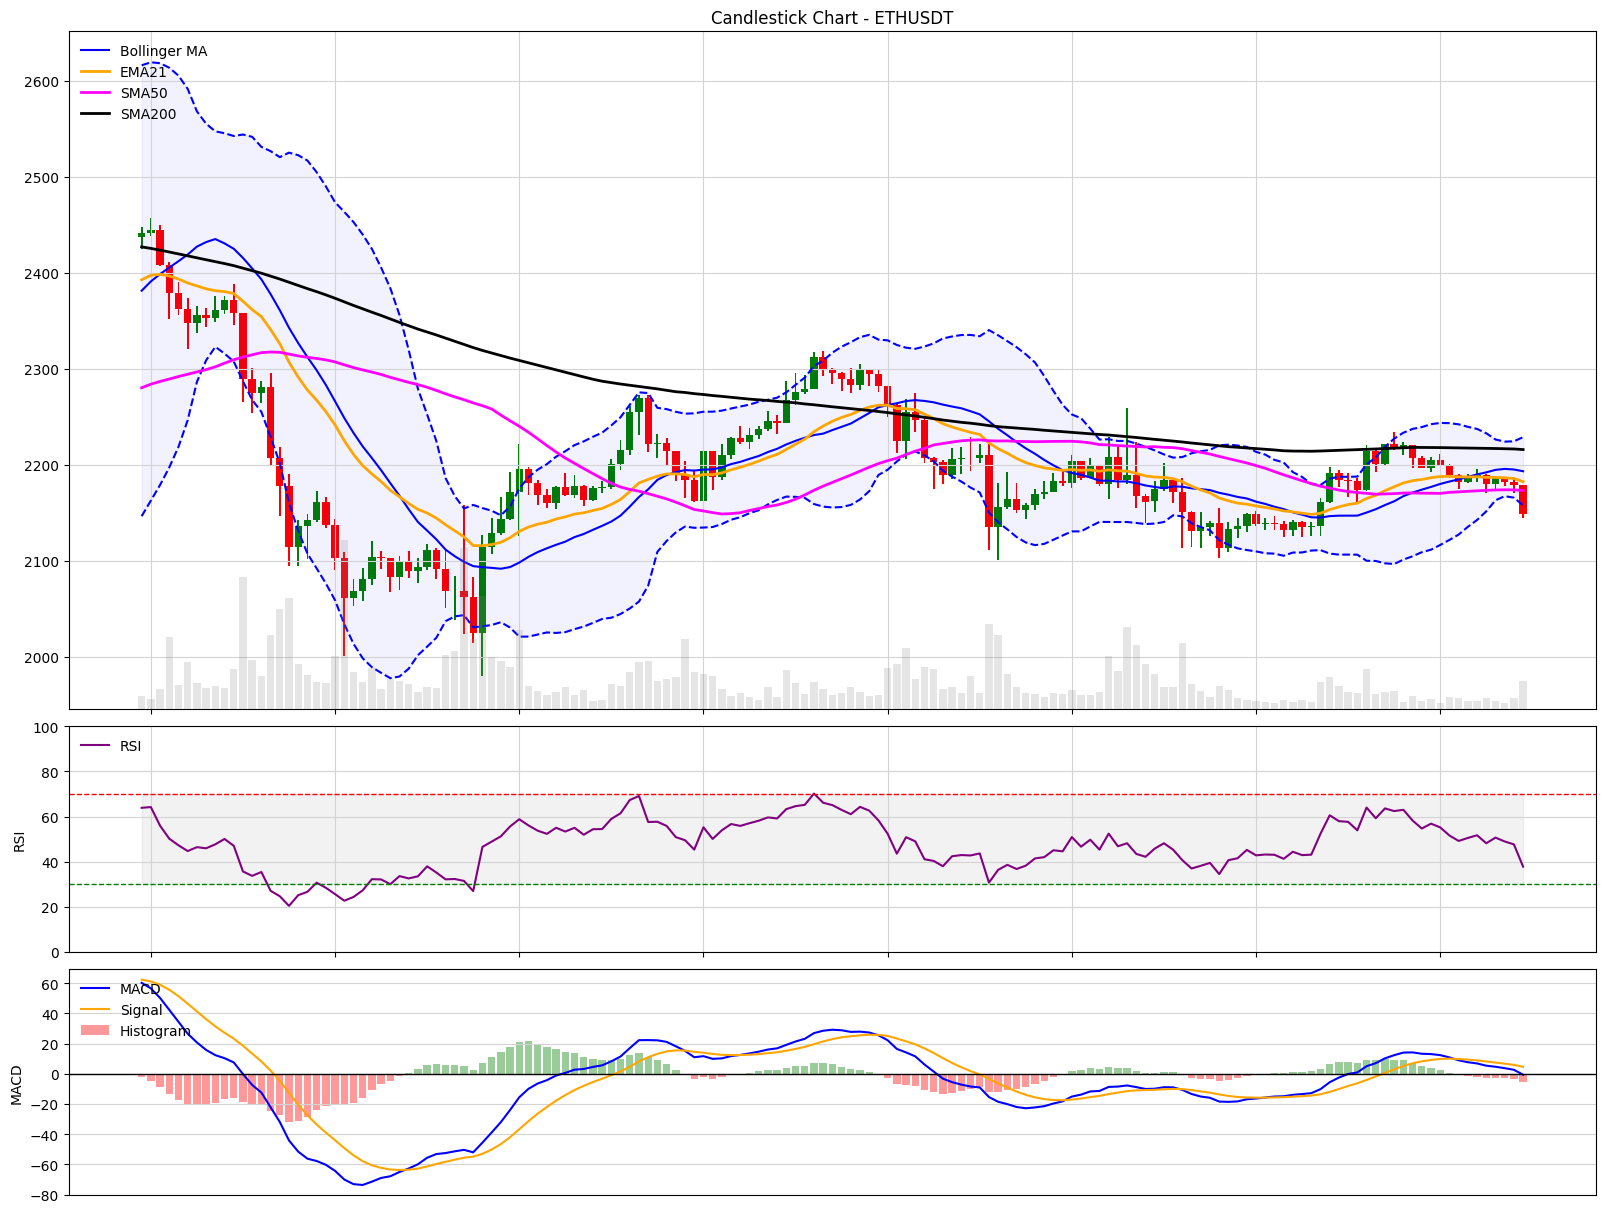 Candlestick Chart - ETHUSDT
Bollinger MA
EMA21
SMA50
SMA200
2600
2500
2400
2300
2200
2100
2000
RSI
100
80
60
40
20
0
RSI
MACD
Signal
Histogram
60
40
20
0
−20
−40
−60
−80
MACD